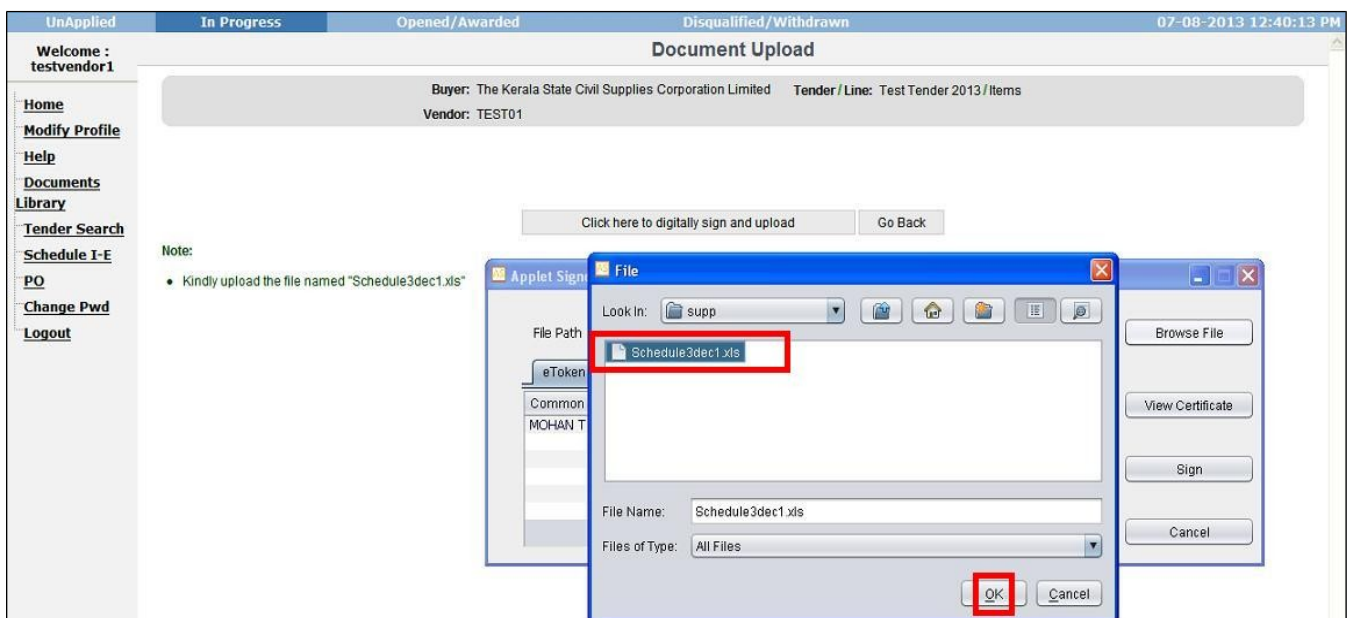 UnApplied In Progress Opened/Awarded Disqualified/Withdrawn 07-08-2013 12:40:13 PM
Welcome :
testvendor1
Document Upload
Buyer: The Kerala State Civil Supplies Corporation Limited Tender/Line: Test Tender 2013/Items
Vendor: TEST01
Home
Modify Profile
Help
Documents
Library
Tender Search
Schedule I-E
PO
Change Pwd
Logout
Click here to digitally sign and upload Go Back
Note:
• Kindly upload the file named "Schedule3dec1.xls"
Applet Signe
File
Look In: supp
File Path
Schedule3dec1.xls
Browse File
eToken
Common
MOHAN T
View Certificate
Sign
File Name: Schedule3dec1.xls
Files of Type: All Files
Cancel
OK Cancel